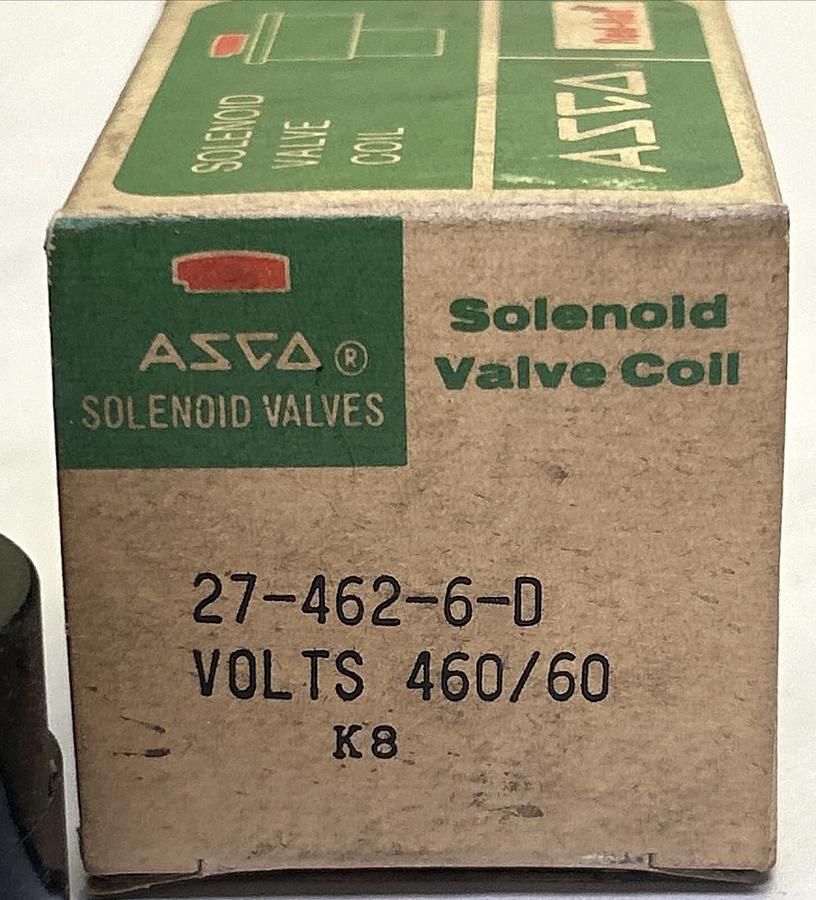 SOLENOID
VALVE
COIL
ASCO
ASCO ®
SOLENOID VALVES
Solenoid
Valve Coil
27-462-6-D
VOLTS 460/60
K8